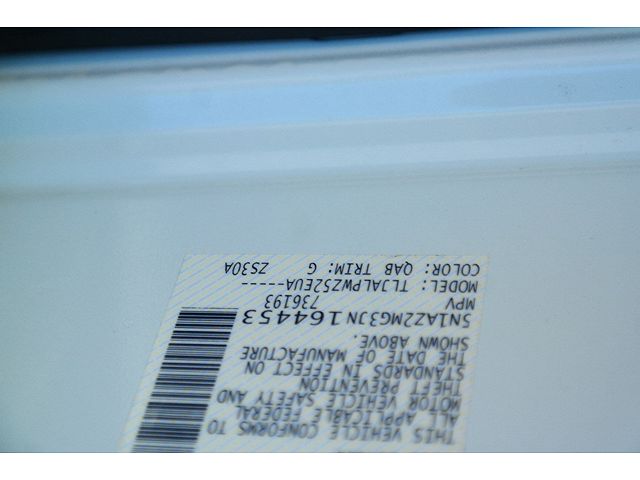 THIS VEHICLE CONFORMS TO
ALL APPLICABLE FEDERAL
MOTOR VEHICLE SAFETY AND
THEFT PREVENTION
STANDARDS IN EFFECT ON
THE DATE OF MANUFACTURE
SHOWN ABOVE.
5N1AZ2MG3JN164453
MPV 736193
MODEL: TLJALPWZ52EUA-----
COLOR: QAB TRIM: G ZS30A